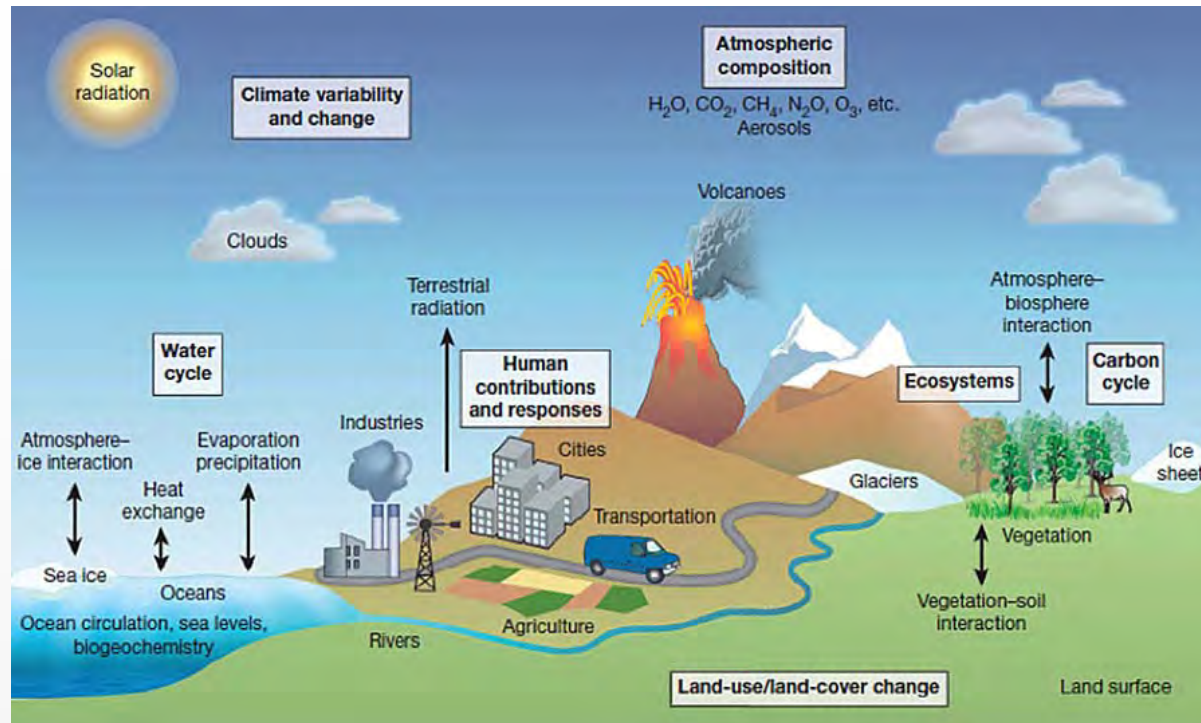 Solar
radiation
Climate variability
and change
Atmospheric
composition
H₂O, CO₂, CH₄, N₂O, O₃, etc.
Aerosols
Clouds
Volcanoes
Terrestrial
radiation
Atmosphere–
biosphere
interaction
Water
cycle
Human
contributions
and responses
Ecosystems
Carbon
cycle
Atmosphere–
ice interaction
Evaporation
precipitation
Heat
exchange
Industries
Cities
Transportation
Glaciers
Ice
sheet
Vegetation
Sea ice
Oceans
Ocean circulation, sea levels,
biogeochemistry
Rivers
Agriculture
Vegetation–soil
interaction
Land-use/land-cover change
Land surface